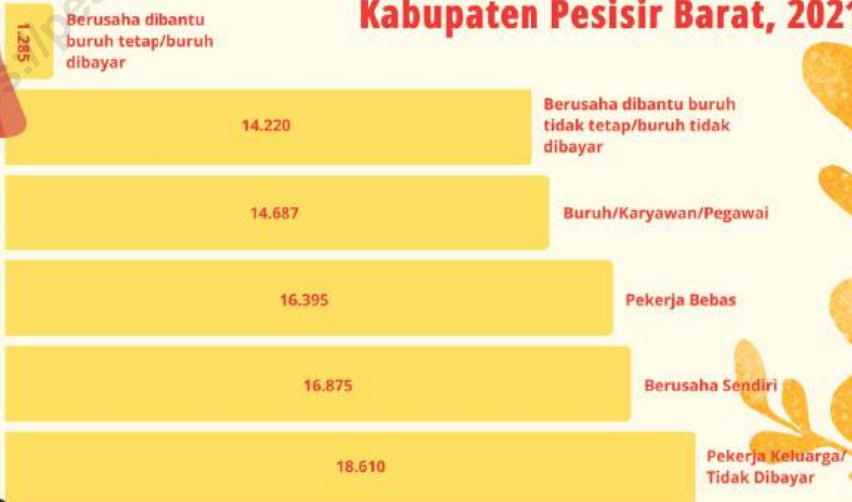 Kabupaten Pesisir Barat, 2021
1.285
Berusaha dibantu
buruh tetap/buruh
dibayar
14.220
Berusaha dibantu buruh
tidak tetap/buruh tidak
dibayar
14.687
Buruh/Karyawan/Pegawai
16.395
Pekerja Bebas
16.875
Berusaha Sendiri
18.610
Pekerja Keluarga/
Tidak Dibayar